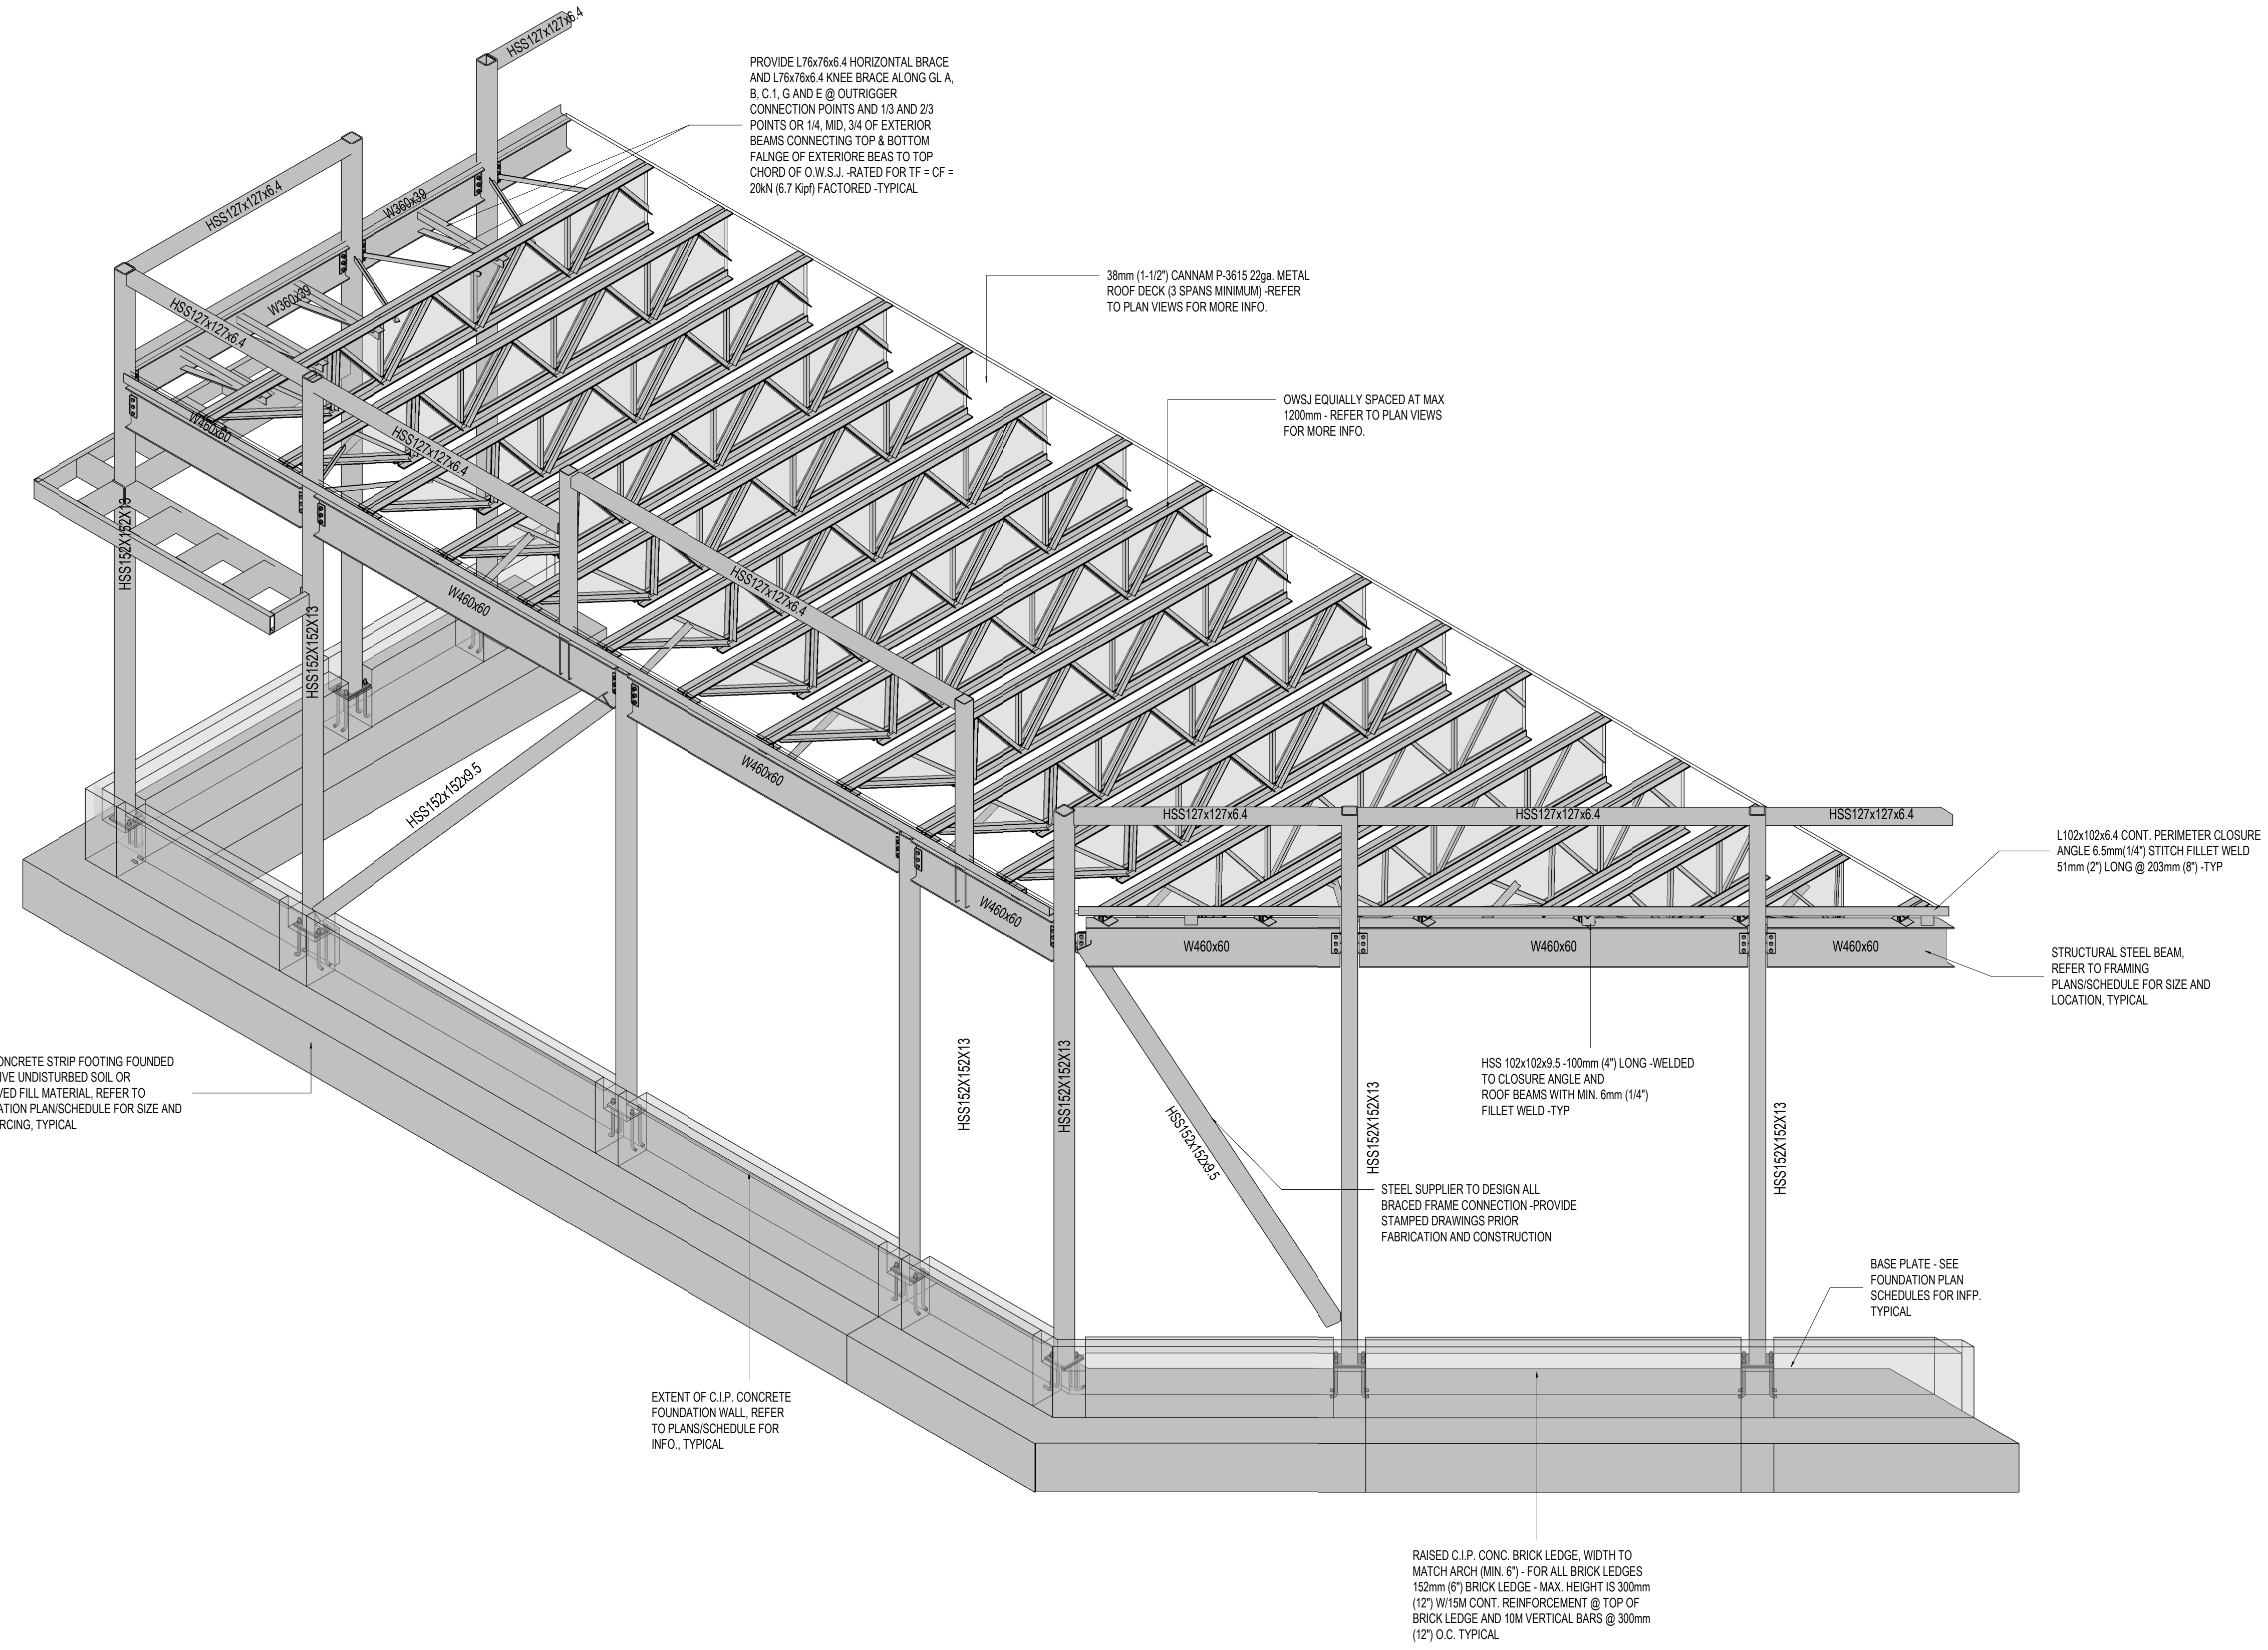 HSS127x127x6.4
PROVIDE L76x76x6.4 HORIZONTAL BRACE
AND L76x76x6.4 KNEE BRACE ALONG GL A,
B, C.1, G AND E @ OUTRIGGER
CONNECTION POINTS AND 1/3 AND 2/3
POINTS OR 1/4, MID, 3/4 OF EXTERIOR
BEAMS CONNECTING TOP & BOTTOM
FALNGE OF EXTERIORE BEAS TO TOP
CHORD OF O.W.S.J. -RATED FOR TF = CF =
20kN (6.7 Kipf) FACTORED -TYPICAL
HSS127x127x6.4
W360x39
W360x39
HSS127x127x6.4
38mm (1-1/2") CANNAM P-3615 22ga. METAL
ROOF DECK (3 SPANS MINIMUM) -REFER
TO PLAN VIEWS FOR MORE INFO.
OWSJ EQUIALLY SPACED AT MAX
1200mm - REFER TO PLAN VIEWS
FOR MORE INFO.
W460x60
HSS127x127x6.4
HSS152X152X13
HSS127x127x6.4
W460x60
HSS152X152X13
HSS152x152x9.5
W460x60
W460x60
HSS127x127x6.4
HSS127x127x6.4
HSS127x127x6.4
L102x102x6.4 CONT. PERIMETER CLOSURE
ANGLE 6.5mm(1/4") STITCH FILLET WELD
51mm (2") LONG @ 203mm (8") -TYP
W460x60
W460x60
W460x60
STRUCTURAL STEEL BEAM,
REFER TO FRAMING
PLANS/SCHEDULE FOR SIZE AND
LOCATION, TYPICAL
ONCRETE STRIP FOOTING FOUNDED
IVE UNDISTURBED SOIL OR
VED FILL MATERIAL, REFER TO
ATION PLAN/SCHEDULE FOR SIZE AND
RCING, TYPICAL
HSS152X152X13
HSS152X152X13
HSS152x152x9.5
HSS152X152X13
HSS152X152X13
HSS 102x102x9.5 -100mm (4") LONG -WELDED
TO CLOSURE ANGLE AND
ROOF BEAMS WITH MIN. 6mm (1/4")
FILLET WELD -TYP
STEEL SUPPLIER TO DESIGN ALL
BRACED FRAME CONNECTION -PROVIDE
STAMPED DRAWINGS PRIOR
FABRICATION AND CONSTRUCTION
BASE PLATE - SEE
FOUNDATION PLAN
SCHEDULES FOR INFP.
TYPICAL
EXTENT OF C.I.P. CONCRETE
FOUNDATION WALL, REFER
TO PLANS/SCHEDULE FOR
INFO., TYPICAL
RAISED C.I.P. CONC. BRICK LEDGE, WIDTH TO
MATCH ARCH (MIN. 6") - FOR ALL BRICK LEDGES
152mm (6") BRICK LEDGE - MAX. HEIGHT IS 300mm
(12") W/15M CONT. REINFORCEMENT @ TOP OF
BRICK LEDGE AND 10M VERTICAL BARS @ 300mm
(12") O.C. TYPICAL